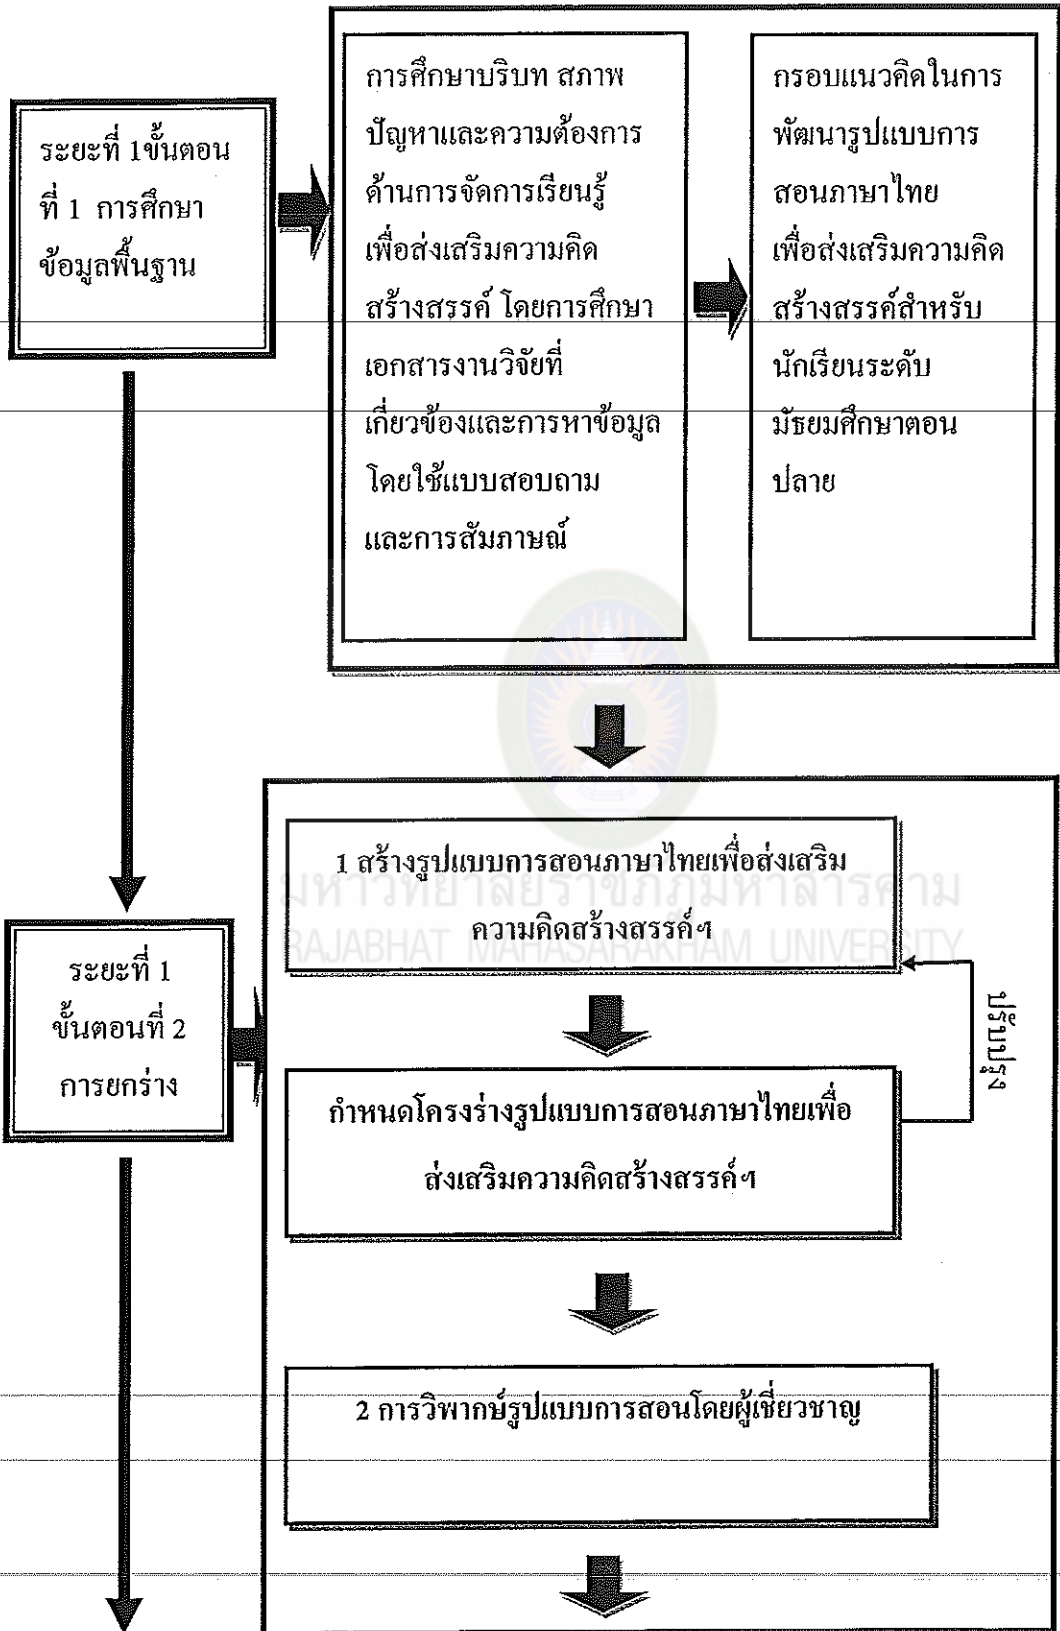 ระยะที่ 1ขั้นตอน
ที่ 1 การศึกษา
ข้อมูลพื้นฐาน
การศึกษาบริบท สภาพ
ปัญหาและความต้องการ
ด้านการจัดการเรียนรู้
เพื่อส่งเสริมความคิด
สร้างสรรค์ โดยการศึกษา
เอกสารงานวิจัยที่
เกี่ยวข้องและการหาข้อมูล
โดยใช้แบบสอบถาม
และการสัมภาษณ์
กรอบแนวคิดในการ
พัฒนารูปแบบการ
สอนภาษาไทย
เพื่อส่งเสริมความคิด
สร้างสรรค์สำหรับ
นักเรียนระดับ
มัธยมศึกษาตอน
ปลาย
ระยะที่ 1
ขั้นตอนที่ 2
การยกร่าง
1 สร้างรูปแบบการสอนภาษาไทยเพื่อส่งเสริม
ความคิดสร้างสรรค์ฯ
มหาวิทยาลัยราชภัฏมหาสารคาม
RAJABHAT MAHASARAKHAM UNIVERSITY
ปรับปรุง
กำหนดโครงร่างรูปแบบการสอนภาษาไทยเพื่อ
ส่งเสริมความคิดสร้างสรรค์ฯ
2 การวิพากษ์รูปแบบการสอนโดยผู้เชี่ยวชาญ